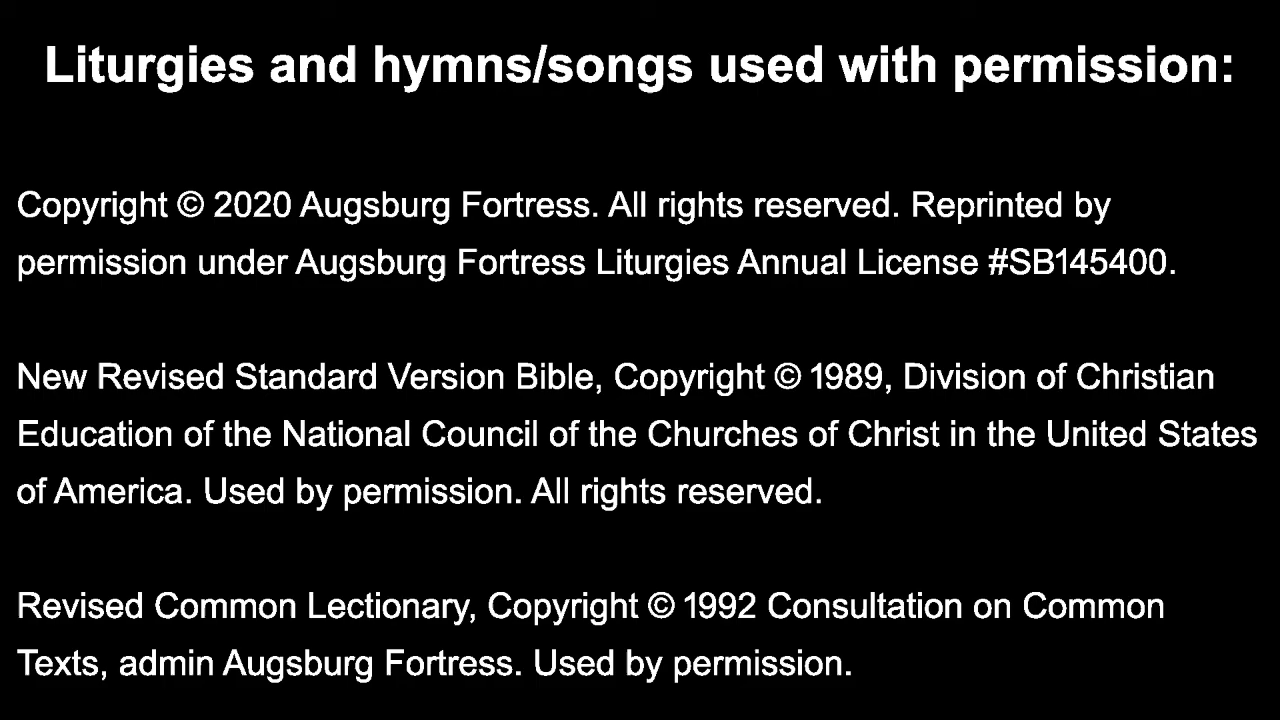 Liturgies and hymns/songs used with permission:
Copyright © 2020 Augsburg Fortress. All rights reserved. Reprinted by
permission under Augsburg Fortress Liturgies Annual License #SB145400.
New Revised Standard Version Bible, Copyright © 1989, Division of Christian
Education of the National Council of the Churches of Christ in the United States
of America. Used by permission. All rights reserved.
Revised Common Lectionary, Copyright © 1992 Consultation on Common
Texts, admin Augsburg Fortress. Used by permission.